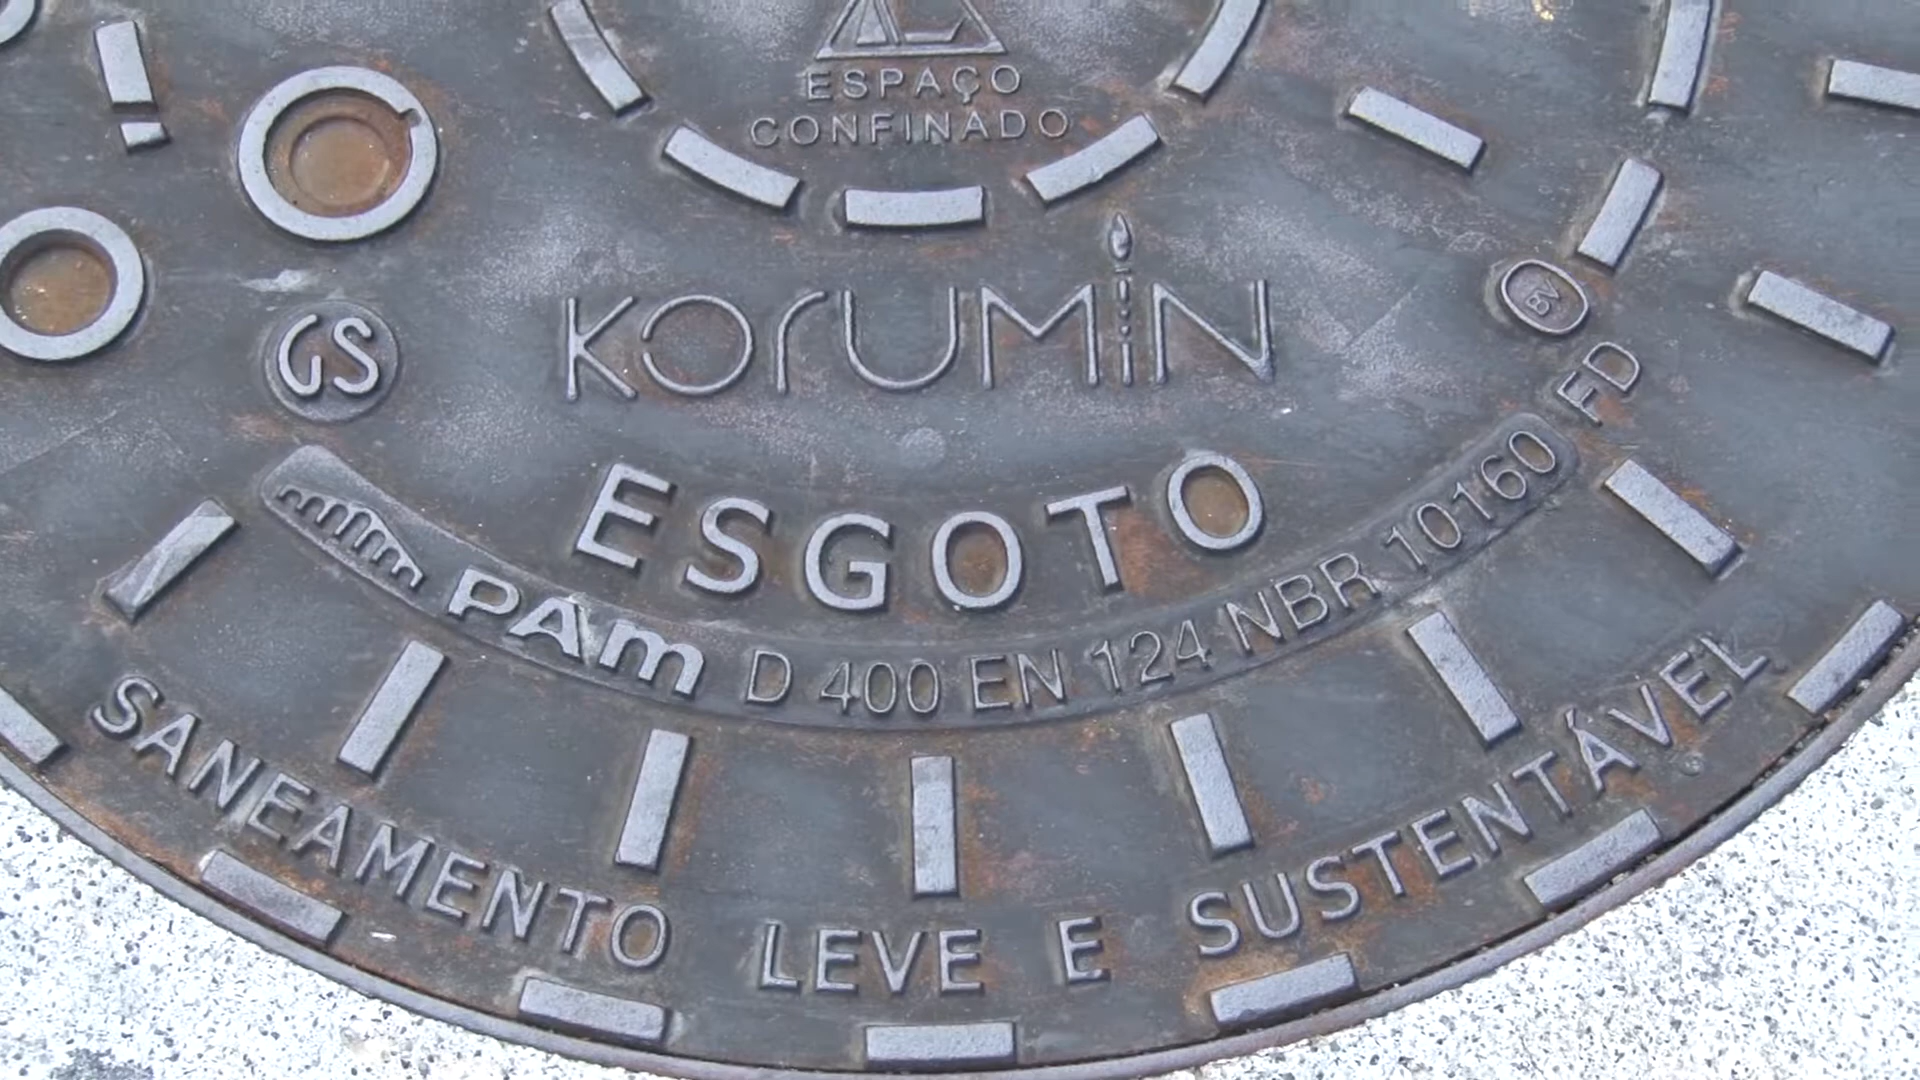 ESPAÇO
CONFINADO
KorUMiN
GS
BV
ESGOTO
PAm D 400 EN 124 NBR 10160 FD
SANEAMENTO LEVE E SUSTENTÁVEL